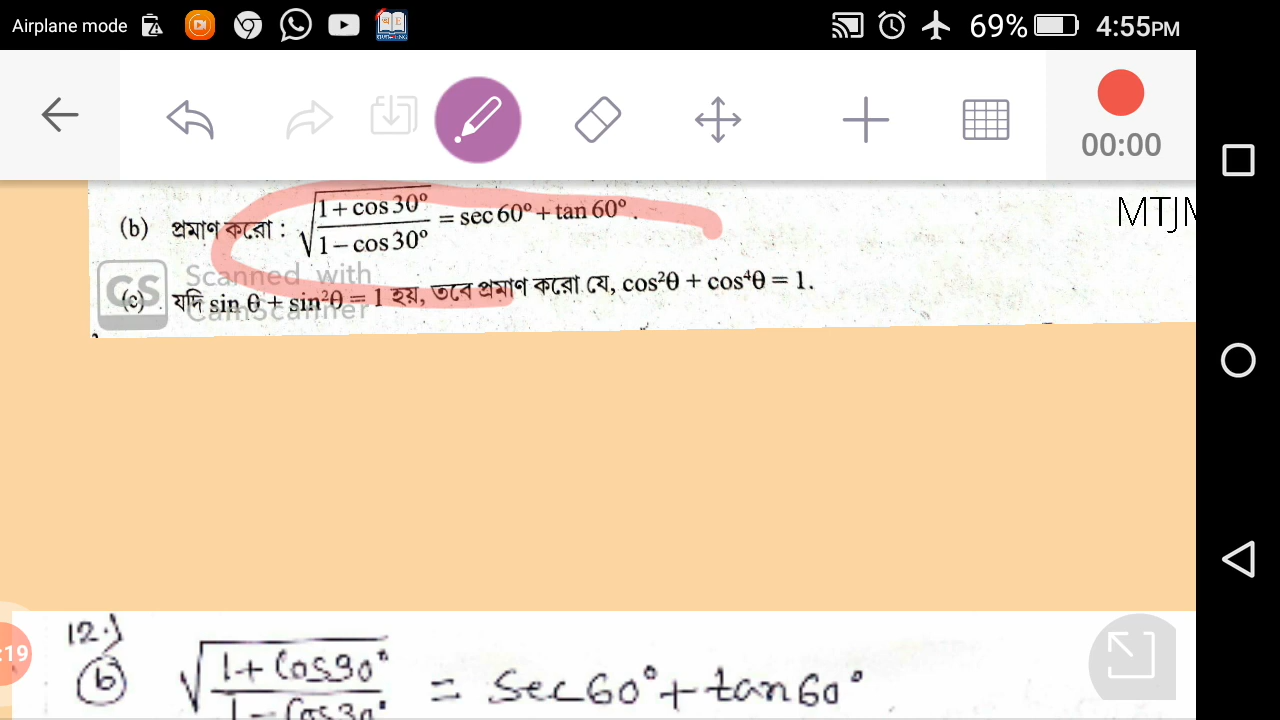 Airplane mode 69% 4:55PM
00:00
(b) প্রমাণ করো : √(1 + cos 30° / 1 – cos 30°) = sec 60° + tan 60° .
MTJM
CS Scanned with CamScanner
(c) যদি sin θ + sin²θ = 1 হয়, তবে প্রমাণ করো যে, cos²θ + cos⁴θ = 1.
12.)
:19
(b) √(1 + Cos30° / 1 – Cos30°) = Sec60° + tan60°